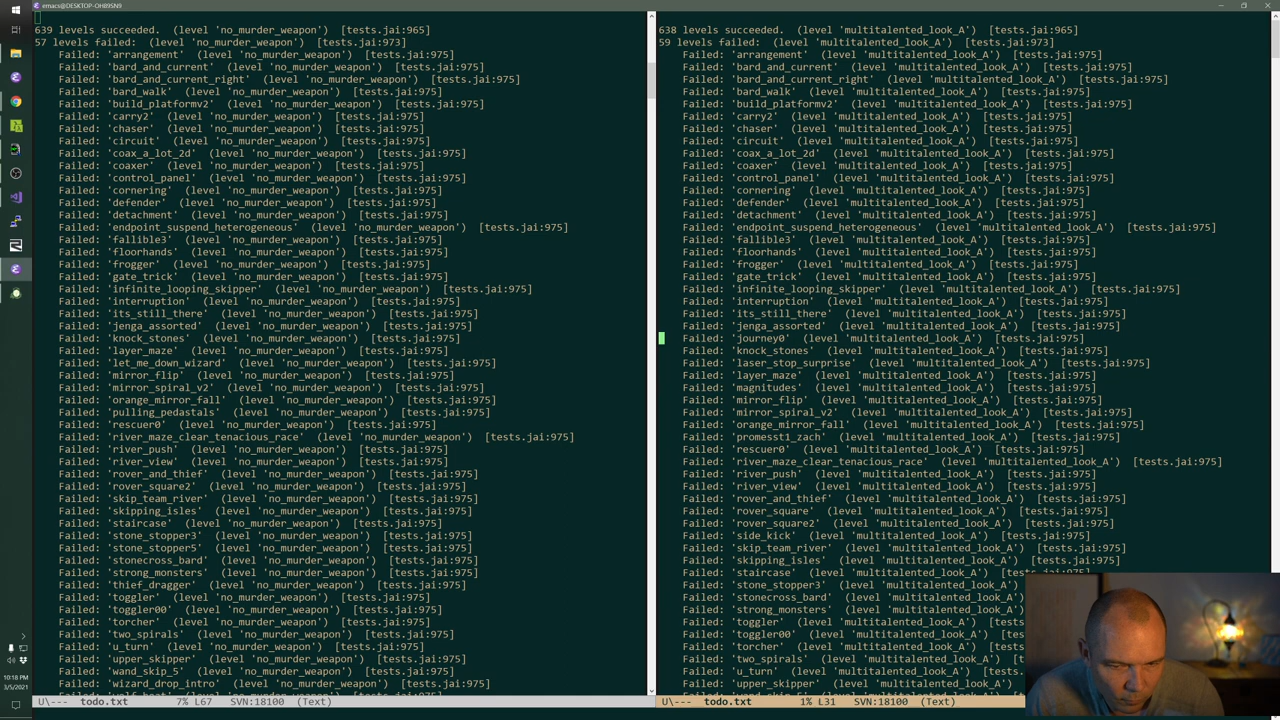 emacs@DESKTOP-OH89SN9
639 levels succeeded.  (level 'no_murder_weapon')  [tests.jai:965]
57 levels failed:  (level 'no_murder_weapon')  [tests.jai:973]
Failed: 'arrangement'  (level 'no_murder_weapon')  [tests.jai:975]
Failed: 'bard_and_current'  (level 'no_murder_weapon')  [tests.jai:975]
Failed: 'bard_and_current_right'  (level 'no_murder_weapon')  [tests.jai:975]
Failed: 'bard_walk'  (level 'no_murder_weapon')  [tests.jai:975]
Failed: 'build_platformv2'  (level 'no_murder_weapon')  [tests.jai:975]
Failed: 'carry2'  (level 'no_murder_weapon')  [tests.jai:975]
Failed: 'chaser'  (level 'no_murder_weapon')  [tests.jai:975]
Failed: 'circuit'  (level 'no_murder_weapon')  [tests.jai:975]
Failed: 'coax_a_lot_2d'  (level 'no_murder_weapon')  [tests.jai:975]
Failed: 'coaxer'  (level 'no_murder_weapon')  [tests.jai:975]
Failed: 'control_panel'  (level 'no_murder_weapon')  [tests.jai:975]
Failed: 'cornering'  (level 'no_murder_weapon')  [tests.jai:975]
Failed: 'defender'  (level 'no_murder_weapon')  [tests.jai:975]
Failed: 'detachment'  (level 'no_murder_weapon')  [tests.jai:975]
Failed: 'endpoint_suspend_heterogeneous'  (level 'no_murder_weapon')  [tests.jai:975]
Failed: 'fallible3'  (level 'no_murder_weapon')  [tests.jai:975]
Failed: 'floorhands'  (level 'no_murder_weapon')  [tests.jai:975]
Failed: 'frogger'  (level 'no_murder_weapon')  [tests.jai:975]
Failed: 'gate_trick'  (level 'no_murder_weapon')  [tests.jai:975]
Failed: 'infinite_looping_skipper'  (level 'no_murder_weapon')  [tests.jai:975]
Failed: 'interruption'  (level 'no_murder_weapon')  [tests.jai:975]
Failed: 'its_still_there'  (level 'no_murder_weapon')  [tests.jai:975]
Failed: 'jenga_assorted'  (level 'no_murder_weapon')  [tests.jai:975]
Failed: 'knock_stones'  (level 'no_murder_weapon')  [tests.jai:975]
Failed: 'layer_maze'  (level 'no_murder_weapon')  [tests.jai:975]
Failed: 'let_me_down_wizard'  (level 'no_murder_weapon')  [tests.jai:975]
Failed: 'mirror_flip'  (level 'no_murder_weapon')  [tests.jai:975]
Failed: 'mirror_spiral_v2'  (level 'no_murder_weapon')  [tests.jai:975]
Failed: 'orange_mirror_fall'  (level 'no_murder_weapon')  [tests.jai:975]
Failed: 'pulling_pedastals'  (level 'no_murder_weapon')  [tests.jai:975]
Failed: 'rescuer0'  (level 'no_murder_weapon')  [tests.jai:975]
Failed: 'river_maze_clear_tenacious_race'  (level 'no_murder_weapon')  [tests.jai:975]
Failed: 'river_push'  (level 'no_murder_weapon')  [tests.jai:975]
Failed: 'river_view'  (level 'no_murder_weapon')  [tests.jai:975]
Failed: 'rover_and_thief'  (level 'no_murder_weapon')  [tests.jai:975]
Failed: 'rover_square2'  (level 'no_murder_weapon')  [tests.jai:975]
Failed: 'skip_team_river'  (level 'no_murder_weapon')  [tests.jai:975]
Failed: 'skipping_isles'  (level 'no_murder_weapon')  [tests.jai:975]
Failed: 'staircase'  (level 'no_murder_weapon')  [tests.jai:975]
Failed: 'stone_stopper3'  (level 'no_murder_weapon')  [tests.jai:975]
Failed: 'stone_stopper5'  (level 'no_murder_weapon')  [tests.jai:975]
Failed: 'stonecross_bard'  (level 'no_murder_weapon')  [tests.jai:975]
Failed: 'strong_monsters'  (level 'no_murder_weapon')  [tests.jai:975]
Failed: 'thief_dragger'  (level 'no_murder_weapon')  [tests.jai:975]
Failed: 'toggler'  (level 'no_murder_weapon')  [tests.jai:975]
Failed: 'toggler00'  (level 'no_murder_weapon')  [tests.jai:975]
Failed: 'torcher'  (level 'no_murder_weapon')  [tests.jai:975]
Failed: 'two_spirals'  (level 'no_murder_weapon')  [tests.jai:975]
Failed: 'u_turn'  (level 'no_murder_weapon')  [tests.jai:975]
Failed: 'upper_skipper'  (level 'no_murder_weapon')  [tests.jai:975]
Failed: 'wand_skip_5'  (level 'no_murder_weapon')  [tests.jai:975]
Failed: 'wizard_drop_intro'  (level 'no_murder_weapon')  [tests.jai:975]
U\---  todo.txt  7% L67  SVN:18100  (Text)
638 levels succeeded.  (level 'multitalented_look_A')  [tests.jai:965]
59 levels failed:  (level 'multitalented_look_A')  [tests.jai:973]
Failed: 'arrangement'  (level 'multitalented_look_A')  [tests.jai:975]
Failed: 'bard_and_current'  (level 'multitalented_look_A')  [tests.jai:975]
Failed: 'bard_and_current_right'  (level 'multitalented_look_A')  [tests.jai:975]
Failed: 'bard_walk'  (level 'multitalented_look_A')  [tests.jai:975]
Failed: 'build_platformv2'  (level 'multitalented_look_A')  [tests.jai:975]
Failed: 'carry2'  (level 'multitalented_look_A')  [tests.jai:975]
Failed: 'chaser'  (level 'multitalented_look_A')  [tests.jai:975]
Failed: 'circuit'  (level 'multitalented_look_A')  [tests.jai:975]
Failed: 'coax_a_lot_2d'  (level 'multitalented_look_A')  [tests.jai:975]
Failed: 'coaxer'  (level 'multitalented_look_A')  [tests.jai:975]
Failed: 'control_panel'  (level 'multitalented_look_A')  [tests.jai:975]
Failed: 'cornering'  (level 'multitalented_look_A')  [tests.jai:975]
Failed: 'defender'  (level 'multitalented_look_A')  [tests.jai:975]
Failed: 'detachment'  (level 'multitalented_look_A')  [tests.jai:975]
Failed: 'endpoint_suspend_heterogeneous'  (level 'multitalented_look_A')  [tests.jai:975]
Failed: 'fallible3'  (level 'multitalented_look_A')  [tests.jai:975]
Failed: 'floorhands'  (level 'multitalented_look_A')  [tests.jai:975]
Failed: 'frogger'  (level 'multitalented_look_A')  [tests.jai:975]
Failed: 'gate_trick'  (level 'multitalented_look_A')  [tests.jai:975]
Failed: 'infinite_looping_skipper'  (level 'multitalented_look_A')  [tests.jai:975]
Failed: 'interruption'  (level 'multitalented_look_A')  [tests.jai:975]
Failed: 'its_still_there'  (level 'multitalented_look_A')  [tests.jai:975]
Failed: 'jenga_assorted'  (level 'multitalented_look_A')  [tests.jai:975]
Failed: 'journey0'  (level 'multitalented_look_A')  [tests.jai:975]
Failed: 'knock_stones'  (level 'multitalented_look_A')  [tests.jai:975]
Failed: 'laser_stop_surprise'  (level 'multitalented_look_A')  [tests.jai:975]
Failed: 'layer_maze'  (level 'multitalented_look_A')  [tests.jai:975]
Failed: 'magnitudes'  (level 'multitalented_look_A')  [tests.jai:975]
Failed: 'mirror_flip'  (level 'multitalented_look_A')  [tests.jai:975]
Failed: 'mirror_spiral_v2'  (level 'multitalented_look_A')  [tests.jai:975]
Failed: 'orange_mirror_fall'  (level 'multitalented_look_A')  [tests.jai:975]
Failed: 'promesst1_zach'  (level 'multitalented_look_A')  [tests.jai:975]
Failed: 'rescuer0'  (level 'multitalented_look_A')  [tests.jai:975]
Failed: 'river_maze_clear_tenacious_race'  (level 'multitalented_look_A')  [tests.jai:975]
Failed: 'river_push'  (level 'multitalented_look_A')  [tests.jai:975]
Failed: 'river_view'  (level 'multitalented_look_A')  [tests.jai:975]
Failed: 'rover_and_thief'  (level 'multitalented_look_A')  [tests.jai:975]
Failed: 'rover_square'  (level 'multitalented_look_A')  [tests.jai:975]
Failed: 'rover_square2'  (level 'multitalented_look_A')  [tests.jai:975]
Failed: 'side_kick'  (level 'multitalented_look_A')  [tests.jai:975]
Failed: 'skip_team_river'  (level 'multitalented_look_A')  [tests.jai:975]
Failed: 'skipping_isles'  (level 'multitalented_look_A')  [tests.jai:975]
Failed: 'staircase'  (level 'multitalented_look_A')
Failed: 'stone_stopper3'  (level 'multitalented_look_A')
Failed: 'stonecross_bard'  (level 'multitalented_look_A')
Failed: 'strong_monsters'  (level 'multitalented_look_A')
Failed: 'toggler'  (level 'multitalented_look_A')
Failed: 'toggler00'  (level 'multitalented_look_A')
Failed: 'torcher'  (level 'multitalented_look_A')
Failed: 'two_spirals'  (level 'multitalented_look_A')
Failed: 'u_turn'  (level 'multitalented_look_A')
Failed: 'upper_skipper'  (level 'multitalented_look_A')
U\---  todo.txt  1% L31  SVN:18100  (Text)
10:18 PM
3/5/2021